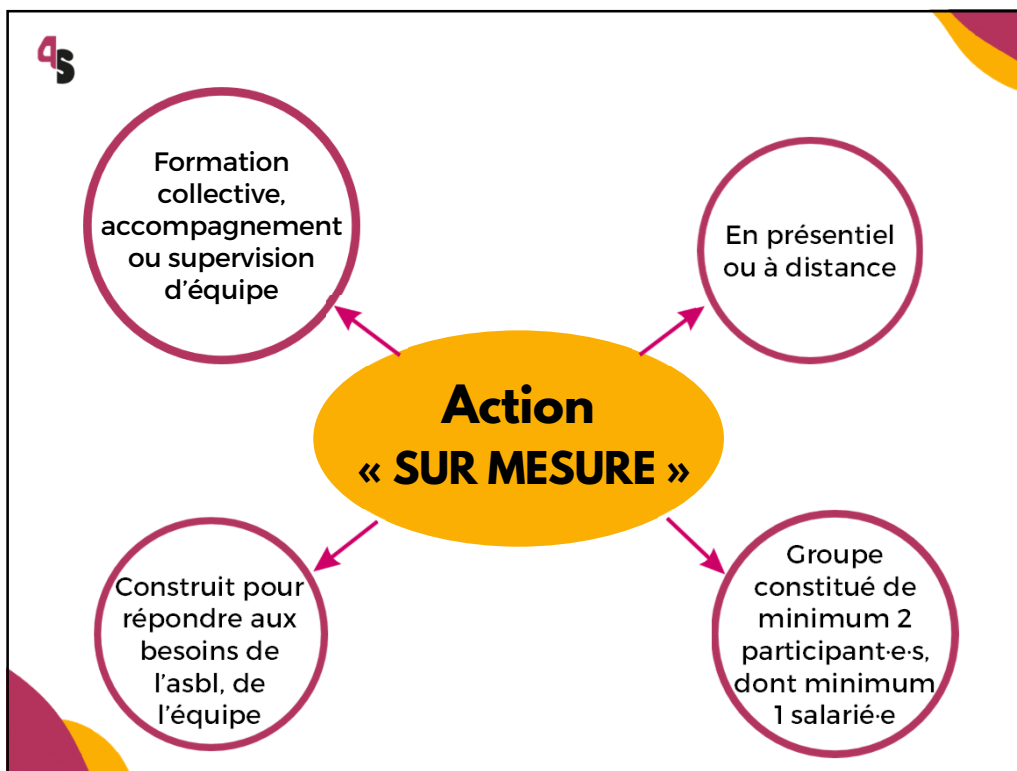 4S
Formation
collective,
accompagnement
ou supervision
d'équipe
En présentiel
ou à distance
Action
« SUR MESURE »
Construit pour
répondre aux
besoins de
l'asbl, de
l'équipe
Groupe
constitué de
minimum 2
participant·e·s,
dont minimum
1 salarié·e